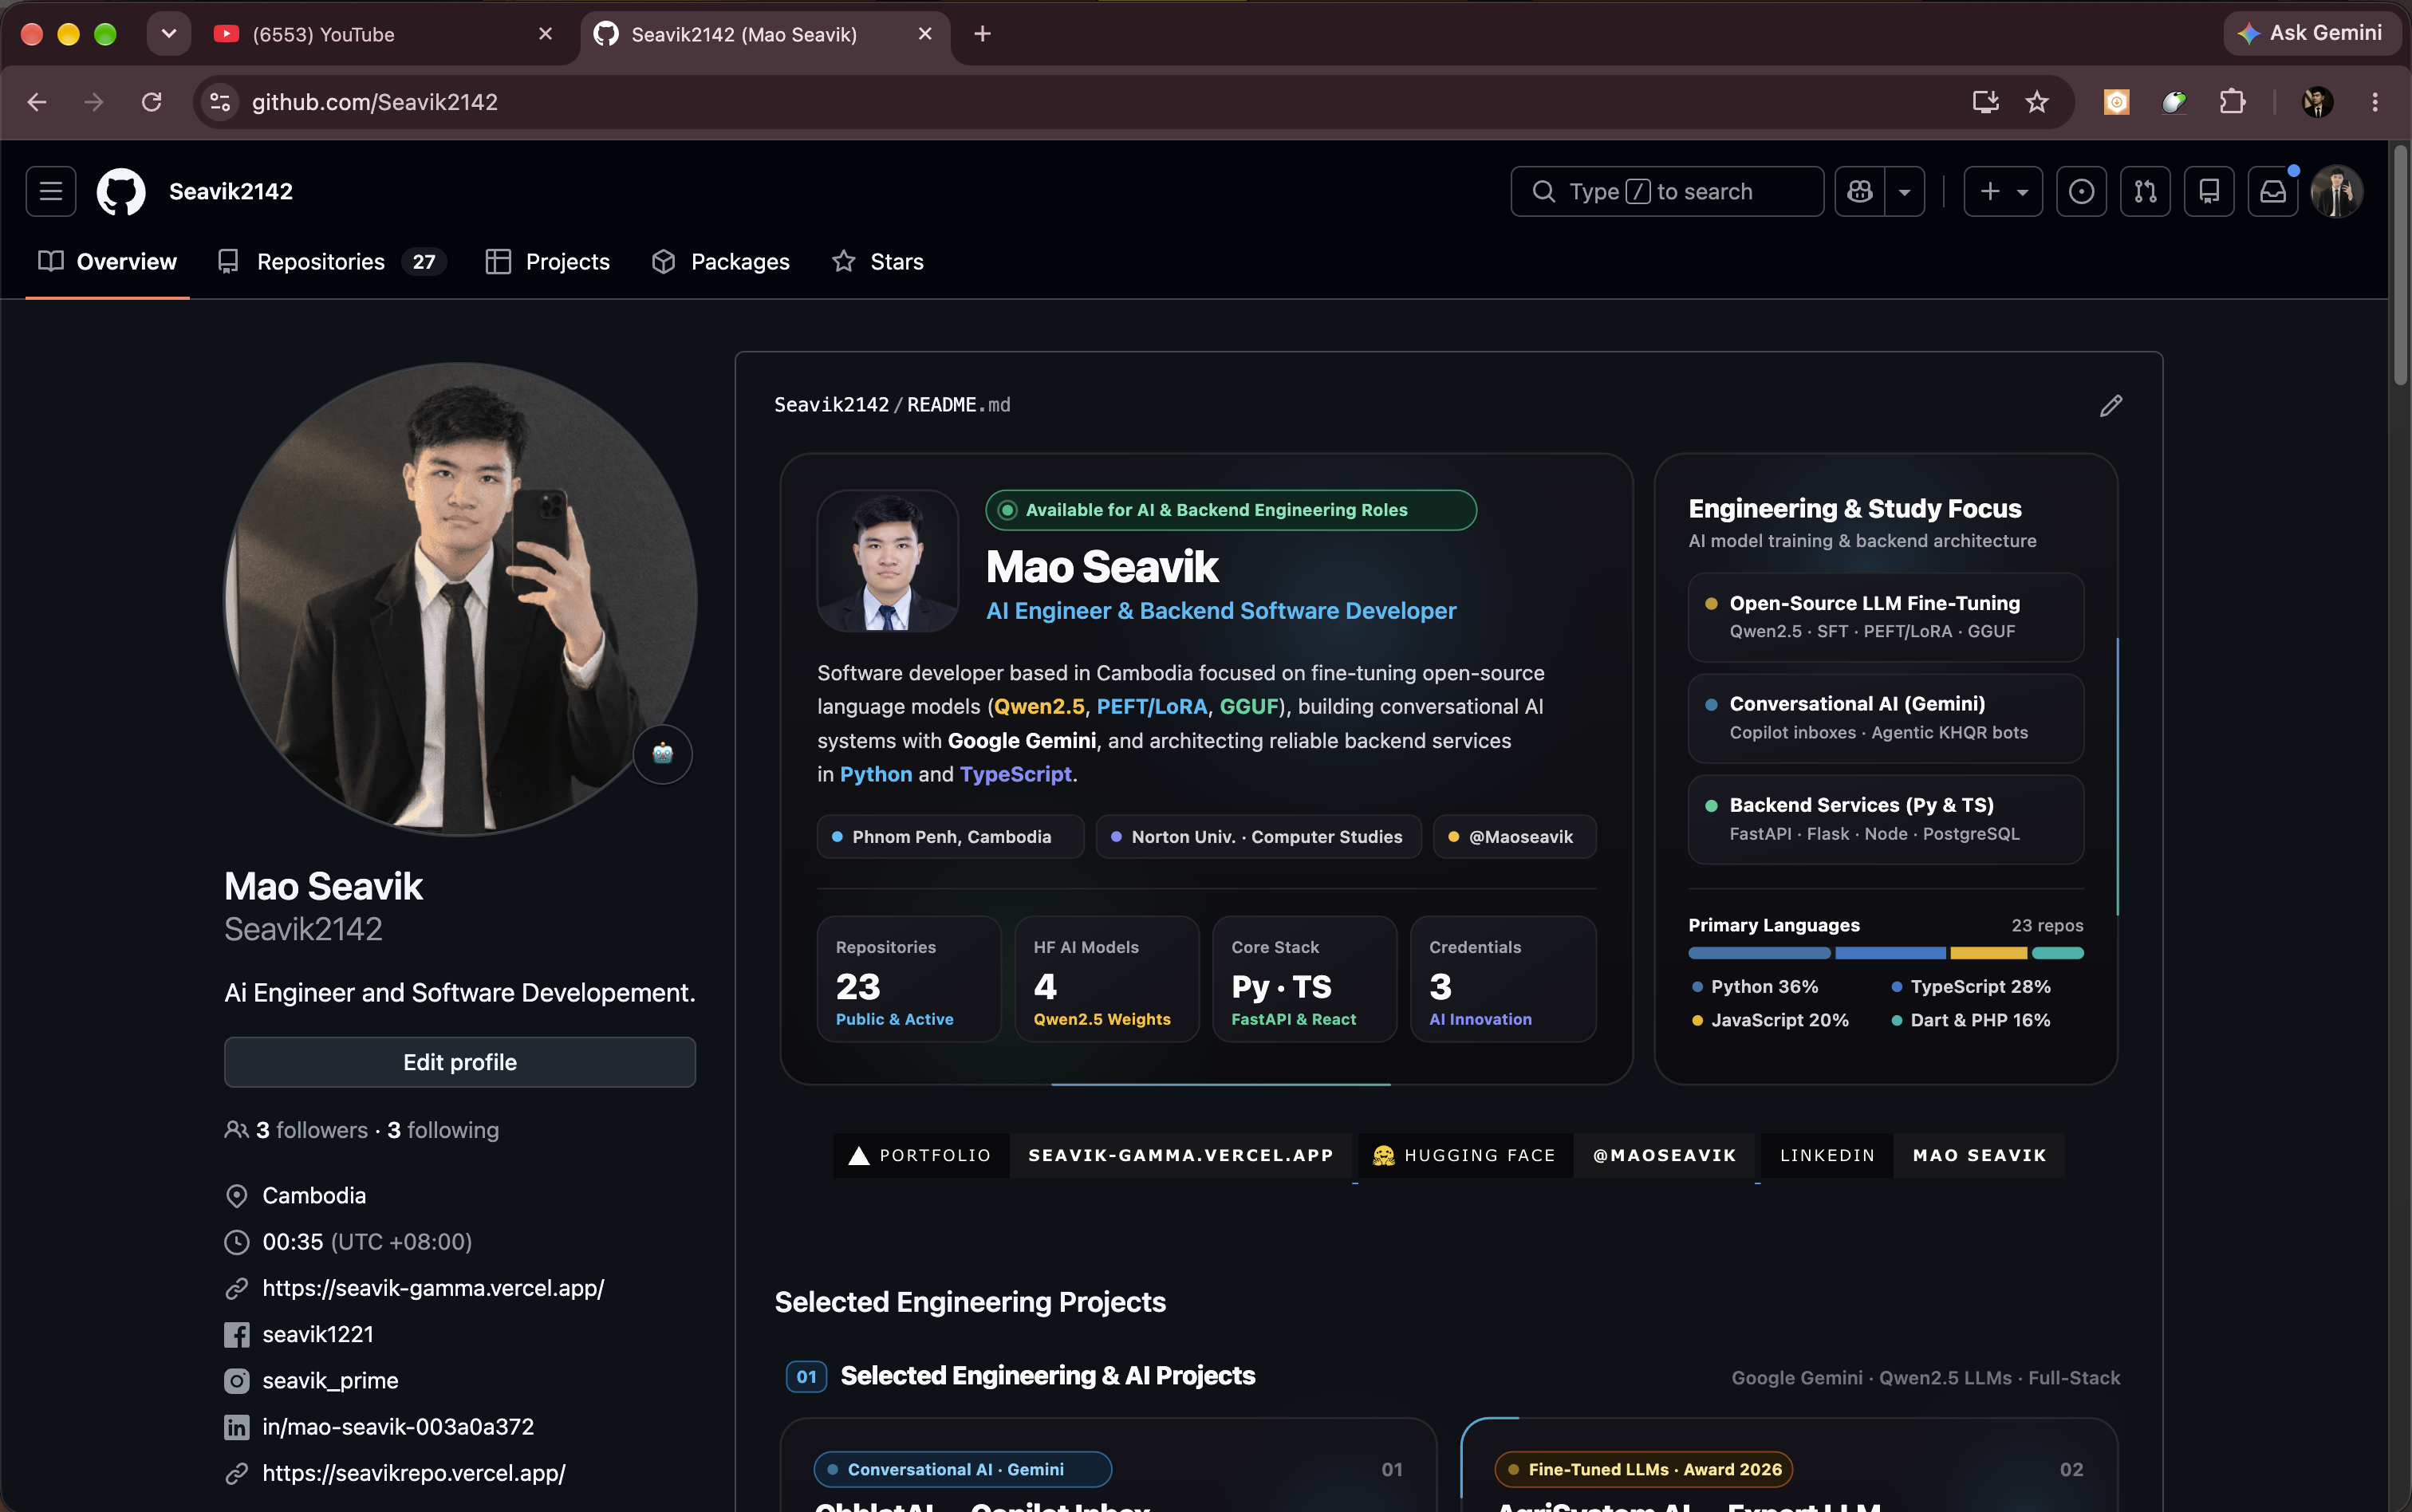 (6553) YouTube
Seavik2142 (Mao Seavik)
Ask Gemini
github.com/Seavik2142
Seavik2142
Type / to search
Overview
Repositories 27
Projects
Packages
Stars
Mao Seavik
Seavik2142
Ai Engineer and Software Developement.
Edit profile
3 followers · 3 following
Cambodia
00:35 (UTC +08:00)
https://seavik-gamma.vercel.app/
seavik1221
seavik_prime
in/mao-seavik-003a0a372
https://seavikrepo.vercel.app/
Seavik2142/README.md
Available for AI & Backend Engineering Roles
Mao Seavik
AI Engineer & Backend Software Developer
Software developer based in Cambodia focused on fine-tuning open-source
language models (Qwen2.5, PEFT/LoRA, GGUF), building conversational AI
systems with Google Gemini, and architecting reliable backend services
in Python and TypeScript.
Phnom Penh, Cambodia
Norton Univ. · Computer Studies
@Maoseavik
Repositories
23
Public & Active
HF AI Models
4
Qwen2.5 Weights
Core Stack
Py · TS
FastAPI & React
Credentials
3
AI Innovation
Engineering & Study Focus
AI model training & backend architecture
Open-Source LLM Fine-Tuning
Qwen2.5 · SFT · PEFT/LoRA · GGUF
Conversational AI (Gemini)
Copilot inboxes · Agentic KHQR bots
Backend Services (Py & TS)
FastAPI · Flask · Node · PostgreSQL
Primary Languages
23 repos
Python 36%
TypeScript 28%
JavaScript 20%
Dart & PHP 16%
PORTFOLIO SEAVIK-GAMMA.VERCEL.APP
HUGGING FACE @MAOSEAVIK
LINKEDIN MAO SEAVIK
Selected Engineering Projects
01 Selected Engineering & AI Projects
Google Gemini · Qwen2.5 LLMs · Full-Stack
Conversational AI · Gemini
01
Copilot Inbox
Fine-Tuned LLMs · Award 2026
02
AgriSystem AI — Expert LLM